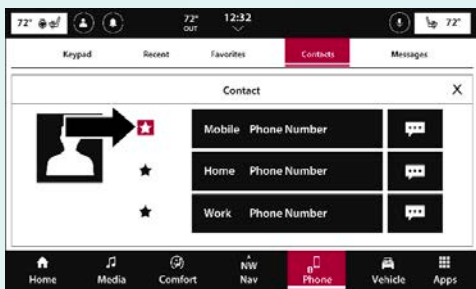 72° 72° OUT 12:32 72°
Keypad Recent Favorites Contacts Messages
Contact X
Mobile Phone Number
Home Phone Number
Work Phone Number
Home Media Comfort NW Nav Phone Vehicle Apps